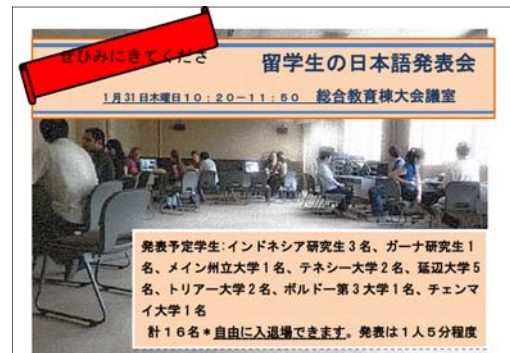 ぜひみにきてくださ
留学生の日本語発表会
1月31日木曜日10：20－11：50 総合教育棟大会議室
発表予定学生：インドネシア研究生3名、ガーナ研究生1
名、メイン州立大学1名、テネシー大学2名、延辺大学5
名、トリアー大学2名、ボルドー第3大学1名、チェンマ
イ大学1名
計16名＊自由に入退場できます。発表は1人5分程度